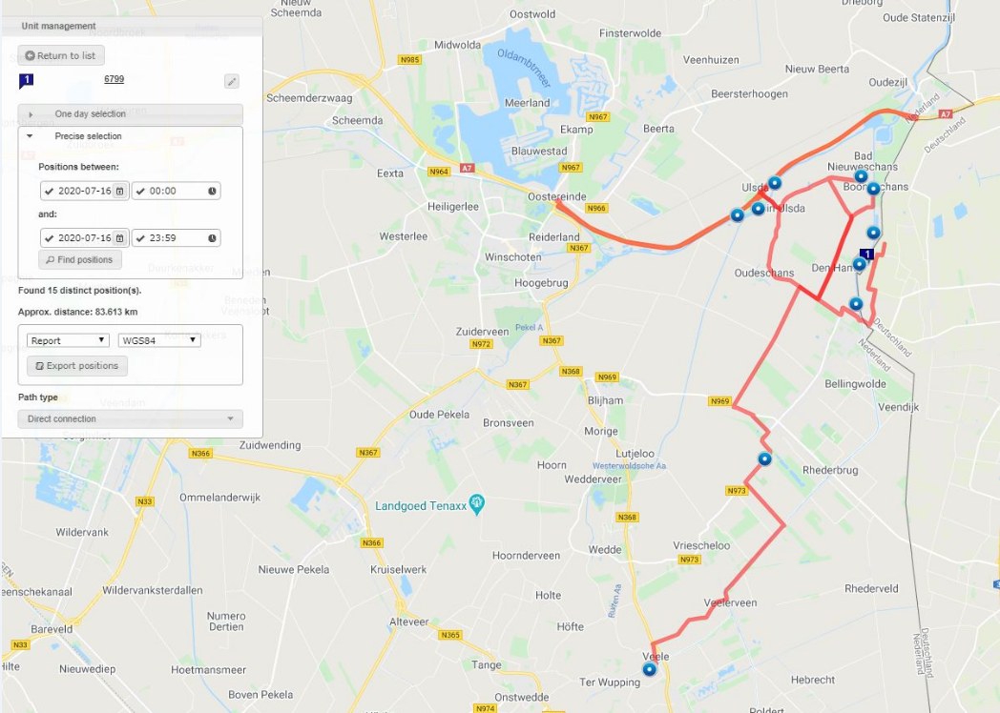 Unit management
Return to list
1
6799
One day selection
Precise selection
Positions between:
2020-07-16
00:00
and:
2020-07-16
23:59
Find positions
Found 15 distinct position(s).
Approx. distance: 83.613 km
Report
WGS84
Export positions
Path type
Direct connection
Nieuw
Scheemda
Oostwold
Drieborg
Oude Statenzijl
Finsterwolde
Midwolda
N985
Oldambtmeer
Veenhuizen
Nieuw Beerta
Oudezijl
Scheemderzwaag
Meerland
Beersterhoogen
Nederland
A7
Deutschland
Scheemda
N967
Ekamp
Beerta
Blauwestad
Bad
Nieuweschans
Eexta
N964
A7
N967
Ulsda
Boon
chans
Oostereinde
N966
in Ulsda
Heiligerlee
Westerlee
Reiderland
N367
Winschoten
1
Den Ham
Oudeschans
Hoogebrug
Zuiderveen
Pekel A
N972
N367
Deutschland
Nederland
N368
N969
N367
Bellingwolde
Blijham
N969
Veendijk
Oude Pekela
Bronsveen
Morige
Zuidwending
N366
N367
Lutjeloo
Hoorn
Westerwoldsche Aa
Wedderveer
Rhederbrug
N33
Ommelanderwijk
Landgoed Tenaxx
N973
Wildervank
N368
N366
Vriescheloo
Hoornderveen
Wedde
N973
Nieuwe Pekela
Kruiselwerk
eenschekanaal
Wildervanksterdallen
Holte
Ruiten Aa
Veelerveen
Rhederveld
Numero
Dertien
Alteveer
Höfte
Bareveld
N365
N33
Deutschland
Nederland
Nieuwediep
Hoetmansmeer
Tange
Veele
Ter Wupping
Hebrecht
Boven Pekela
Onstwedde
N974
Poldert